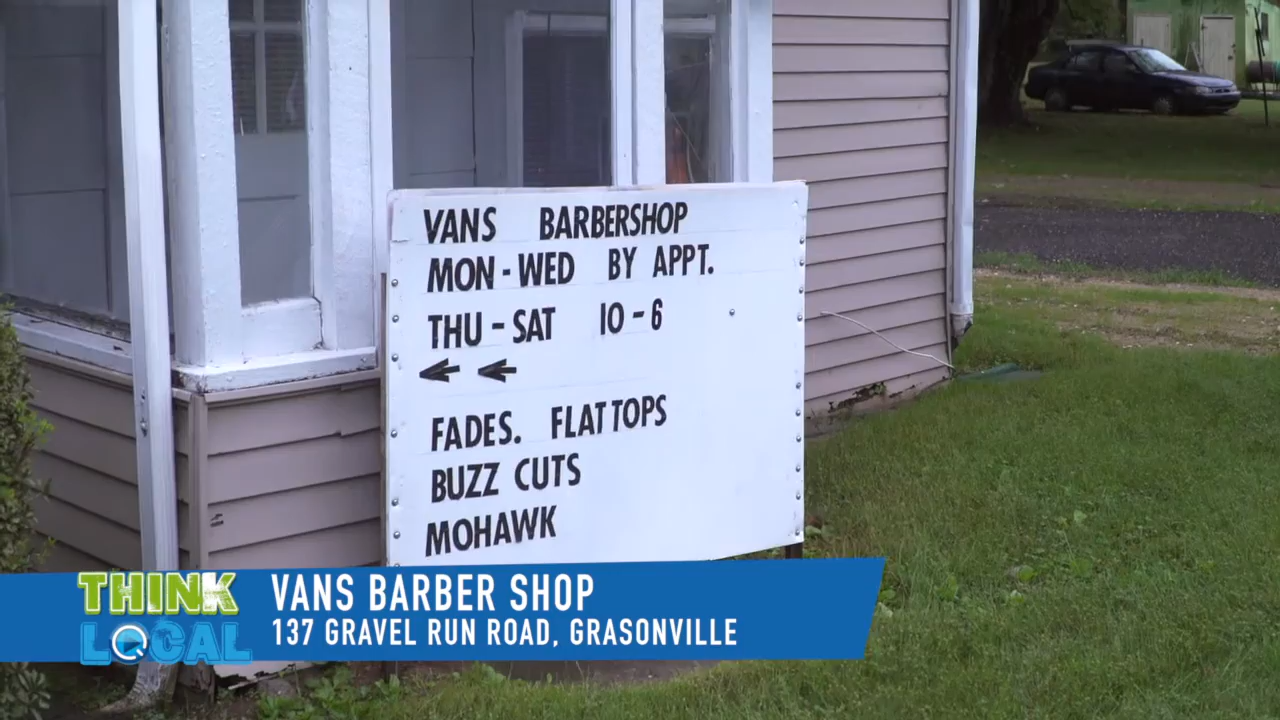 VANS BARBERSHOP
MON-WED BY APPT.
THU-SAT 10-6
FADES. FLATTOPS
BUZZ CUTS
MOHAWK
THINK LOCAL
VANS BARBER SHOP
137 GRAVEL RUN ROAD, GRASONVILLE